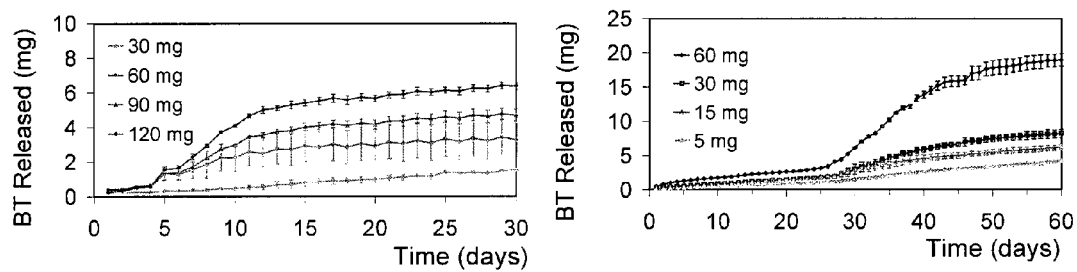 BT Released (mg)
10
8
6
4
2
0
30 mg
60 mg
90 mg
120 mg
0 5 10 15 20 25 30
Time (days)
BT Released (mg)
25
20
15
10
5
0
60 mg
30 mg
15 mg
5 mg
0 10 20 30 40 50 60
Time (days)